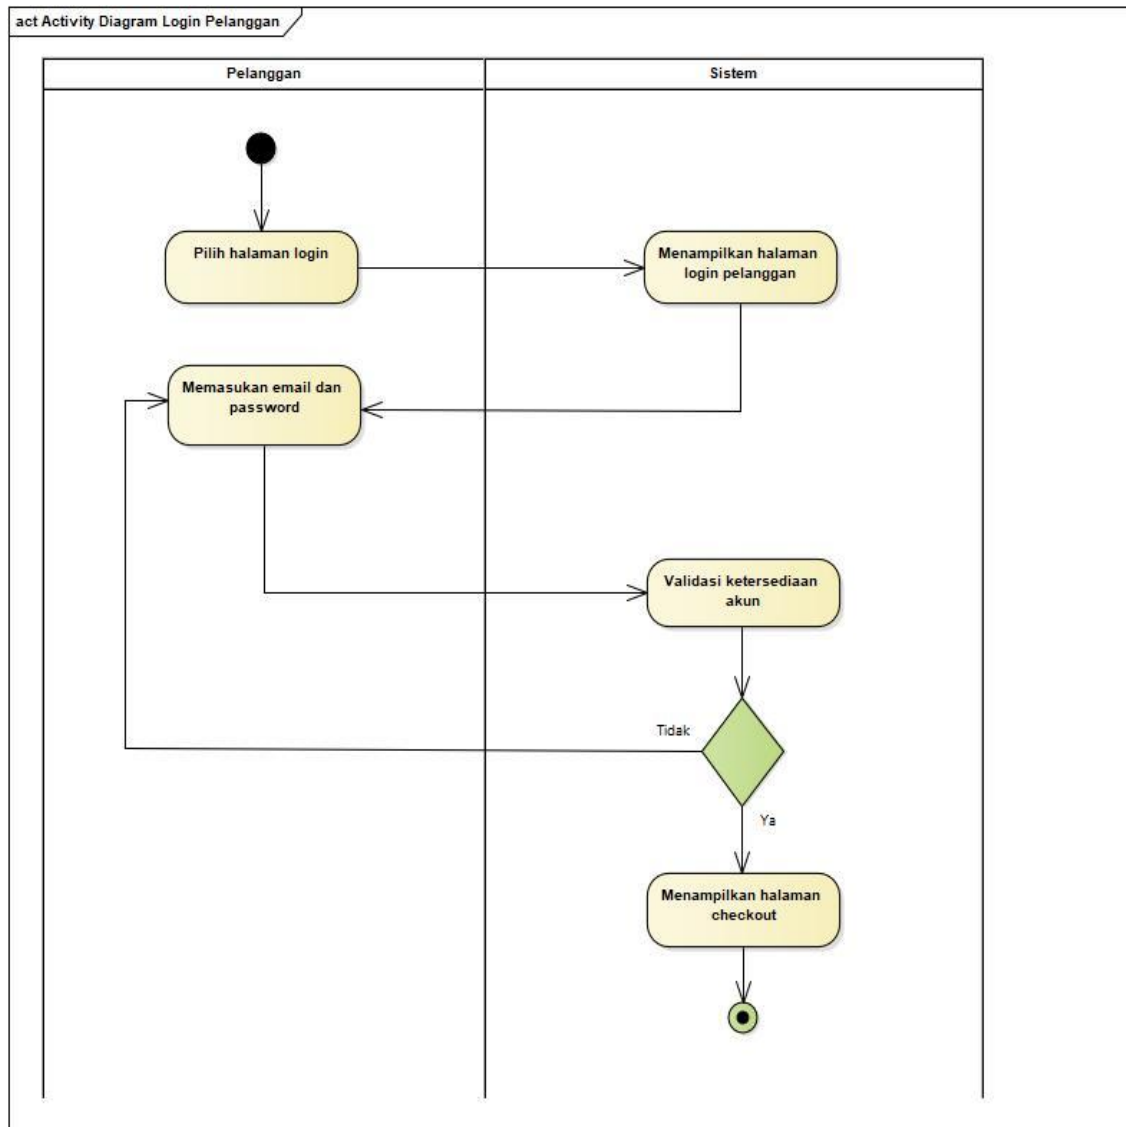 act Activity Diagram Login Pelanggan
Pelanggan
Sistem
Pilih halaman login
Menampilkan halaman
login pelanggan
Memasukan email dan
password
Validasi ketersediaan
akun
Tidak
Ya
Menampilkan halaman
checkout